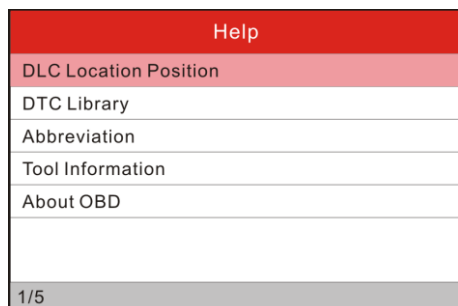 Help
DLC Location Position
DTC Library
Abbreviation
Tool Information
About OBD
1/5